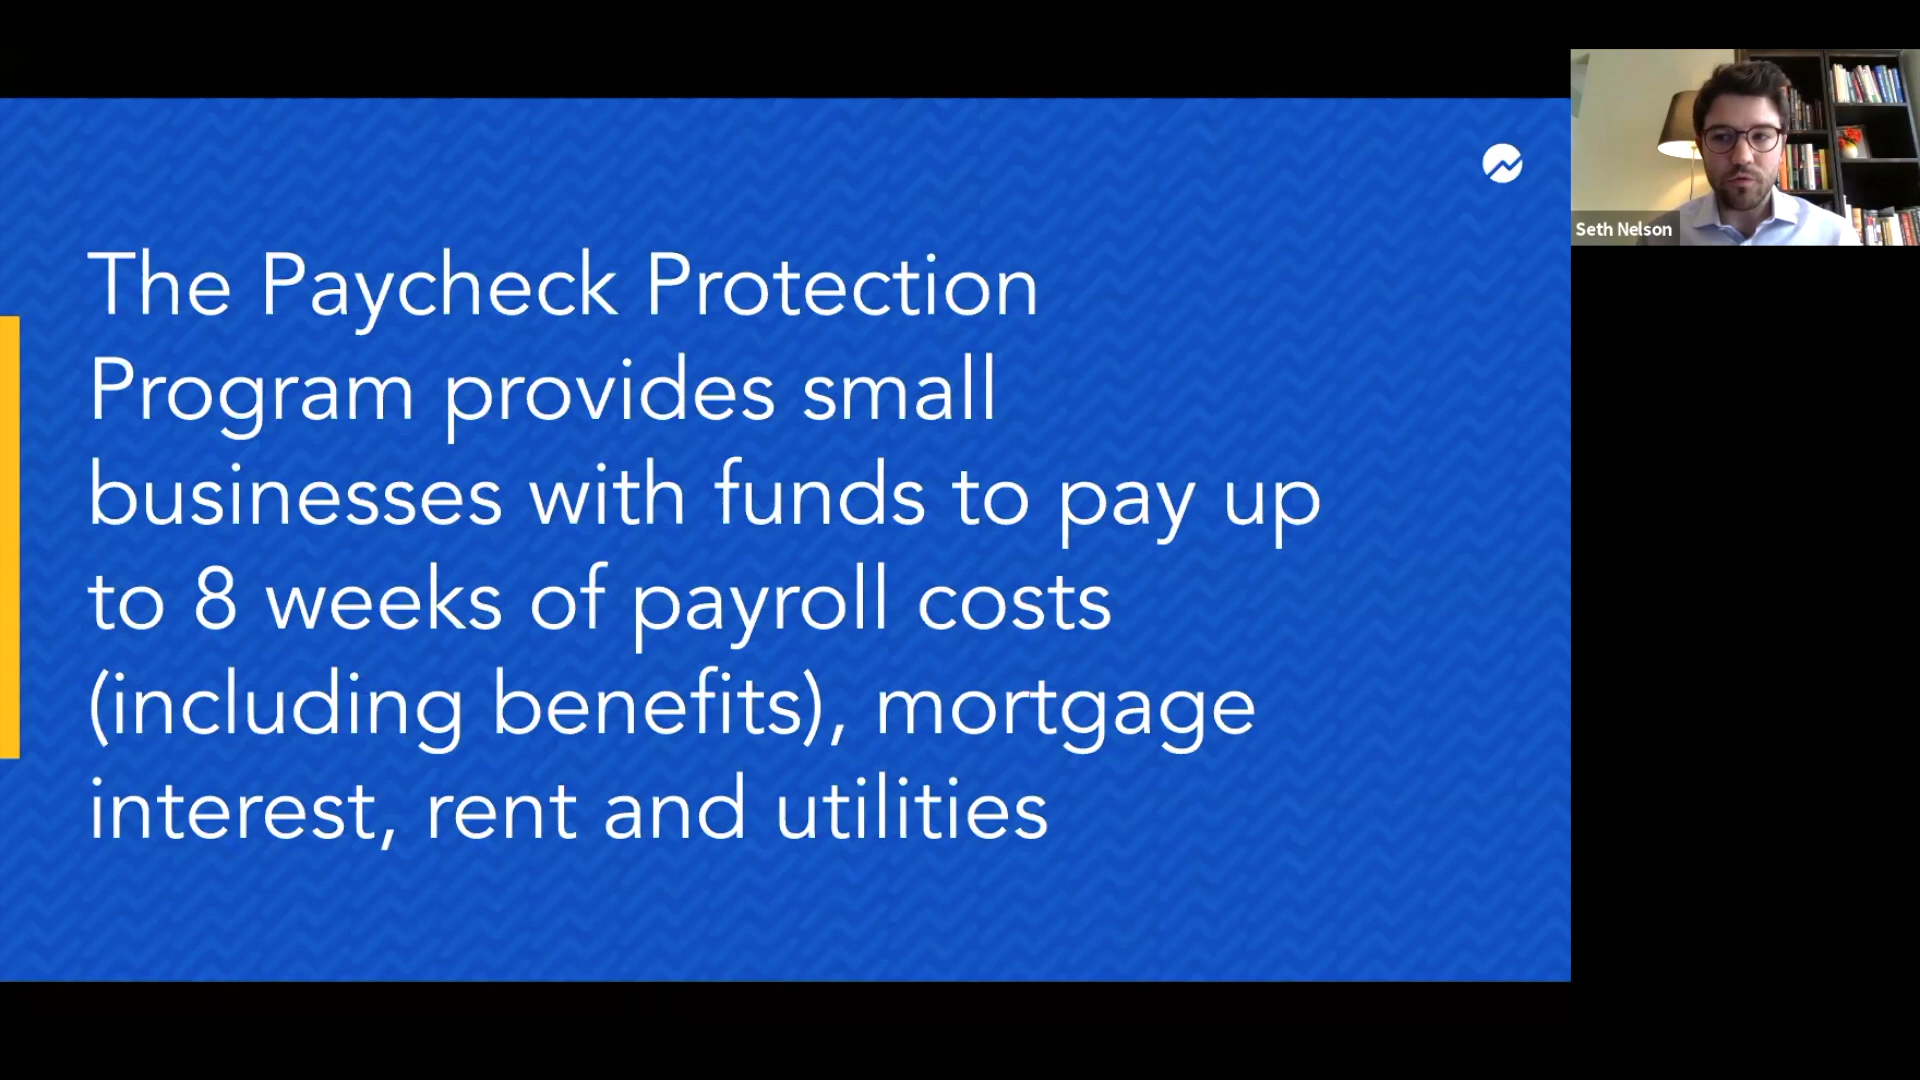 The Paycheck Protection
Program provides small
businesses with funds to pay up
to 8 weeks of payroll costs
(including benefits), mortgage
interest, rent and utilities
Seth Nelson